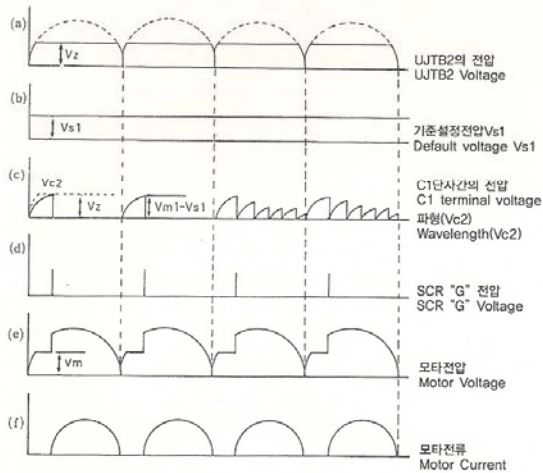 (a)
Vz
UJTB2의 전압
UJTB2 Voltage
(b)
Vs1
기준설정전압Vs1
Default voltage Vs1
(c)
Vc2
Vz
Vm1-Vs1
C1단사간의 전압
C1 terminal voltage
파형(Vc2)
Wavelength(Vc2)
(d)
SCR "G" 전압
SCR "G" Voltage
(e)
Vm
모타전압
Motor Voltage
(f)
모타전류
Motor Current